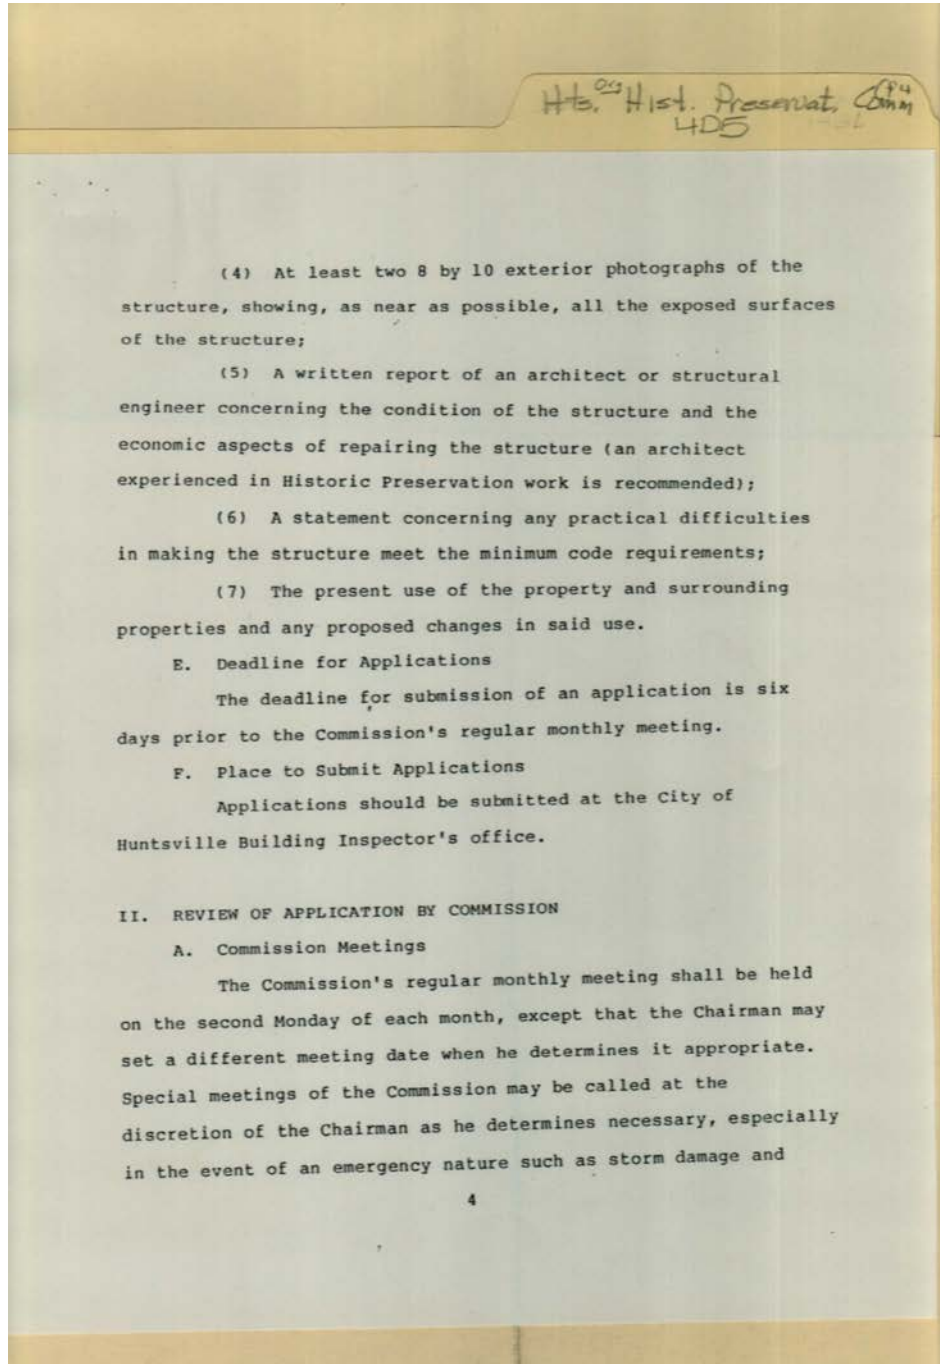 Hts. Org Hist. Preservat. Comm
4D5
(4) At least two 8 by 10 exterior photographs of the
structure, showing, as near as possible, all the exposed surfaces
of the structure;
(5) A written report of an architect or structural
engineer concerning the condition of the structure and the
economic aspects of repairing the structure (an architect
experienced in Historic Preservation work is recommended);
(6) A statement concerning any practical difficulties
in making the structure meet the minimum code requirements;
(7) The present use of the property and surrounding
properties and any proposed changes in said use.
E. Deadline for Applications
The deadline for submission of an application is six
days prior to the Commission's regular monthly meeting.
F. Place to Submit Applications
Applications should be submitted at the City of
Huntsville Building Inspector's office.
II. REVIEW OF APPLICATION BY COMMISSION
A. Commission Meetings
The Commission's regular monthly meeting shall be held
on the second Monday of each month, except that the Chairman may
set a different meeting date when he determines it appropriate.
Special meetings of the Commission may be called at the
discretion of the Chairman as he determines necessary, especially
in the event of an emergency nature such as storm damage and
4